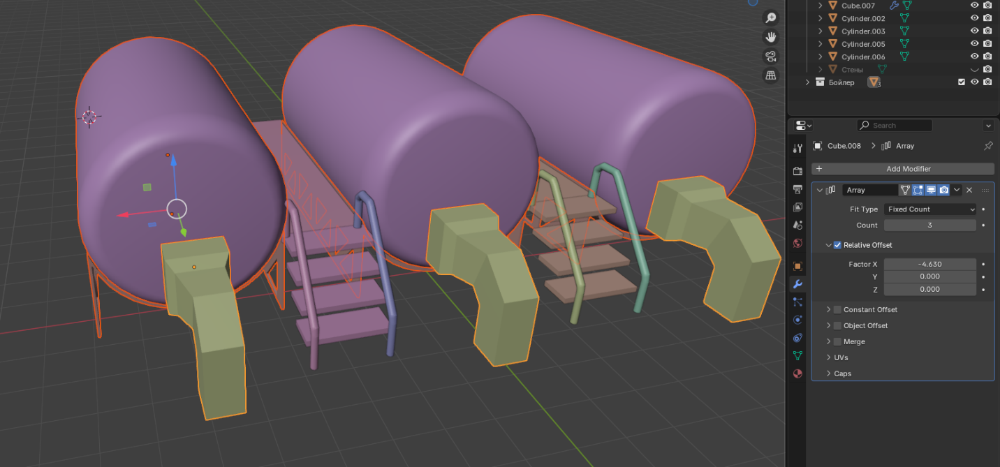 Cube.007
Cylinder.002
Cylinder.003
Cylinder.005
Cylinder.006
Стены
Бойлер 3
Search
Cube.008 > Array
+ Add Modifier
Array
Fit Type Fixed Count
Count 3
Relative Offset
Factor X -4.630
Y 0.000
Z 0.000
Constant Offset
Object Offset
Merge
UVs
Caps